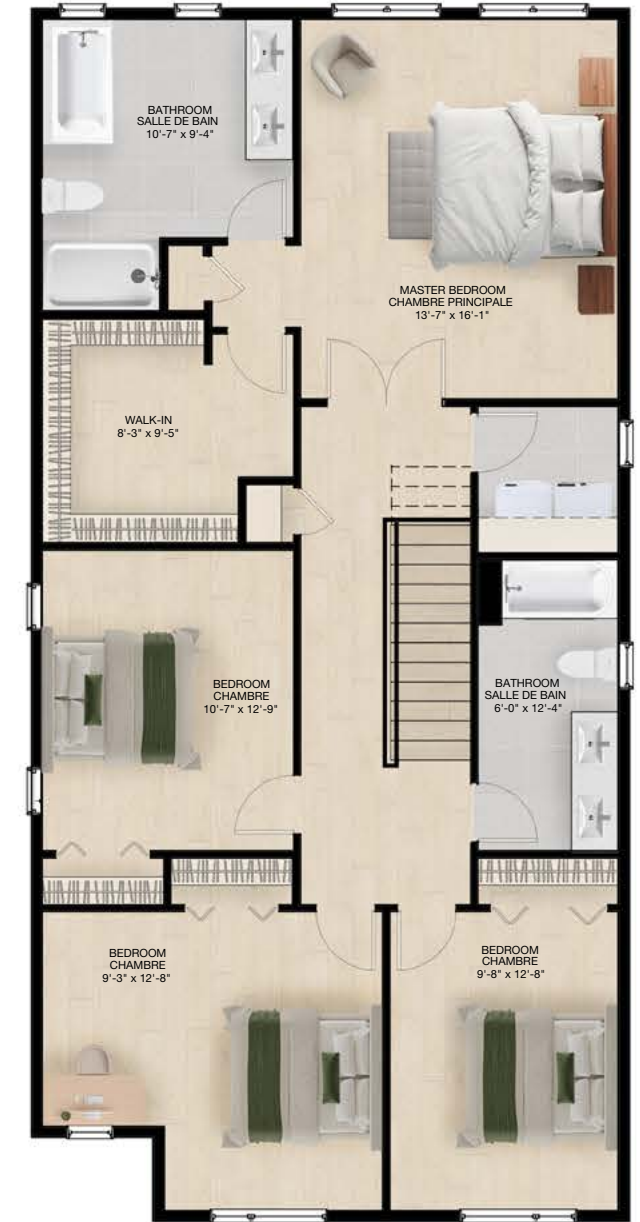 BATHROOM
SALLE DE BAIN
10'-7" x 9'-4"
MASTER BEDROOM
CHAMBRE PRINCIPALE
13'-7" x 16'-1"
WALK-IN
8'-3" x 9'-5"
BEDROOM
CHAMBRE
10'-7" x 12'-9"
BATHROOM
SALLE DE BAIN
6'-0" x 12'-4"
BEDROOM
CHAMBRE
9'-3" x 12'-8"
BEDROOM
CHAMBRE
9'-8" x 12'-8"